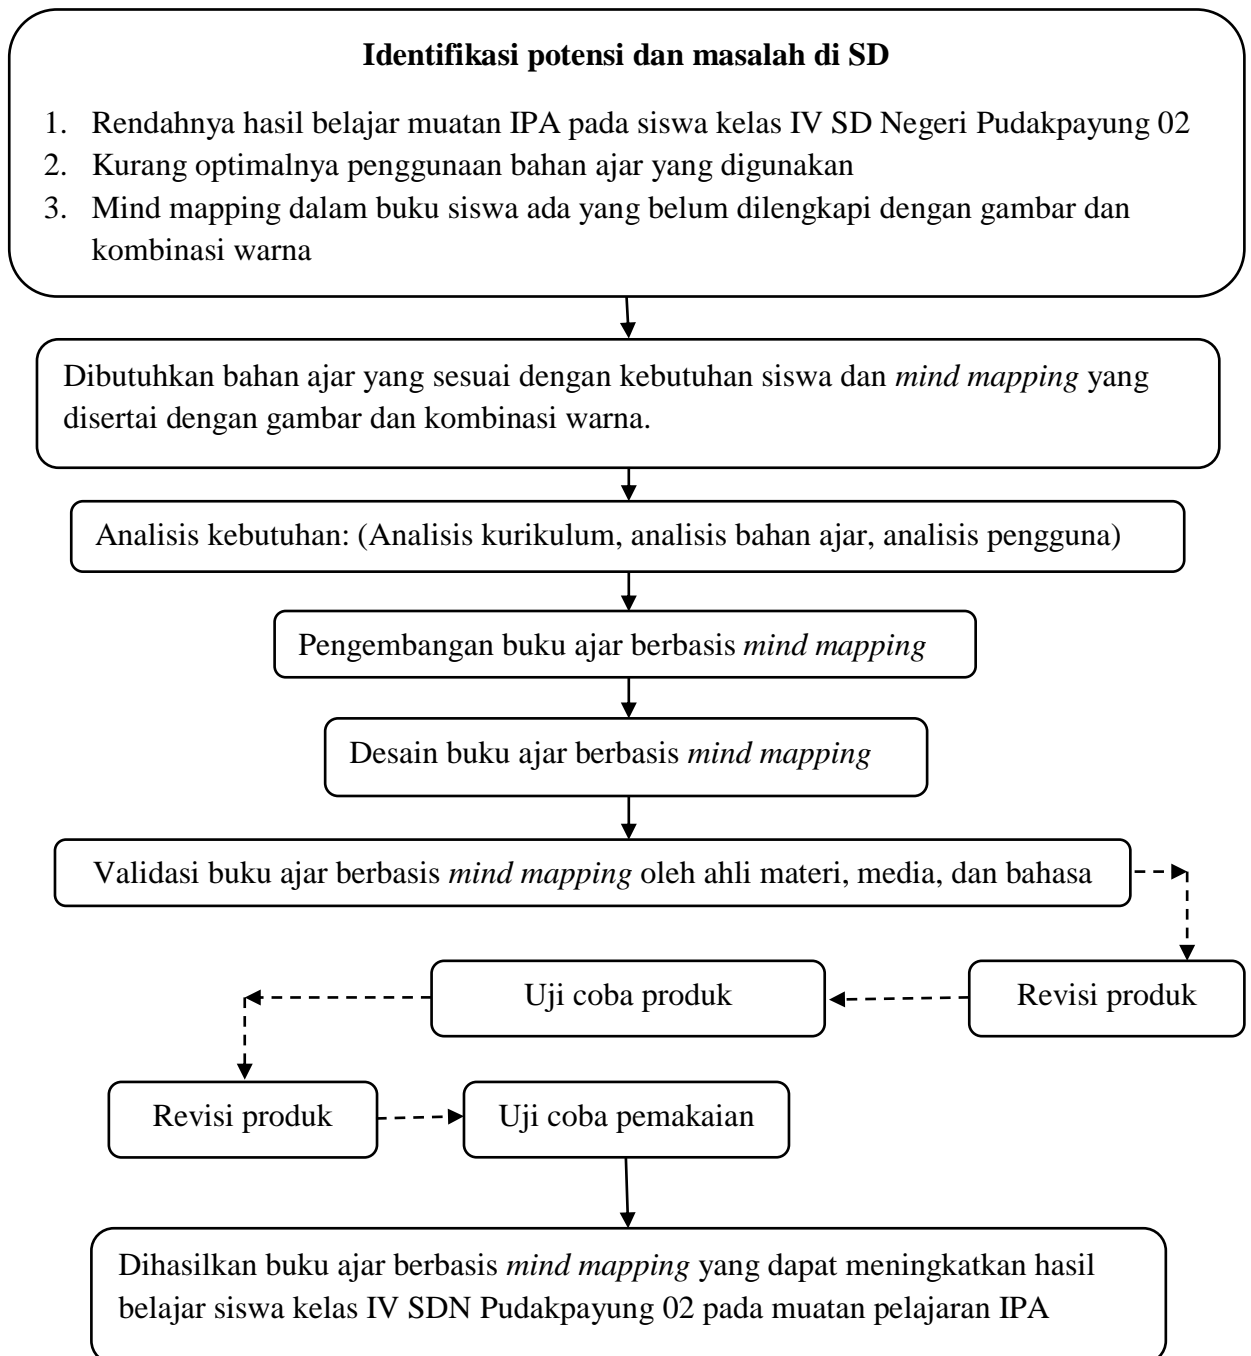 Identifikasi potensi dan masalah di SD
1. Rendahnya hasil belajar muatan IPA pada siswa kelas IV SD Negeri Pudakpayung 02
2. Kurang optimalnya penggunaan bahan ajar yang digunakan
3. Mind mapping dalam buku siswa ada yang belum dilengkapi dengan gambar dan
kombinasi warna
Dibutuhkan bahan ajar yang sesuai dengan kebutuhan siswa dan mind mapping yang
disertai dengan gambar dan kombinasi warna.
Analisis kebutuhan: (Analisis kurikulum, analisis bahan ajar, analisis pengguna)
Pengembangan buku ajar berbasis mind mapping
Desain buku ajar berbasis mind mapping
Validasi buku ajar berbasis mind mapping oleh ahli materi, media, dan bahasa
Revisi produk
Uji coba produk
Revisi produk
Uji coba pemakaian
Dihasilkan buku ajar berbasis mind mapping yang dapat meningkatkan hasil
belajar siswa kelas IV SDN Pudakpayung 02 pada muatan pelajaran IPA